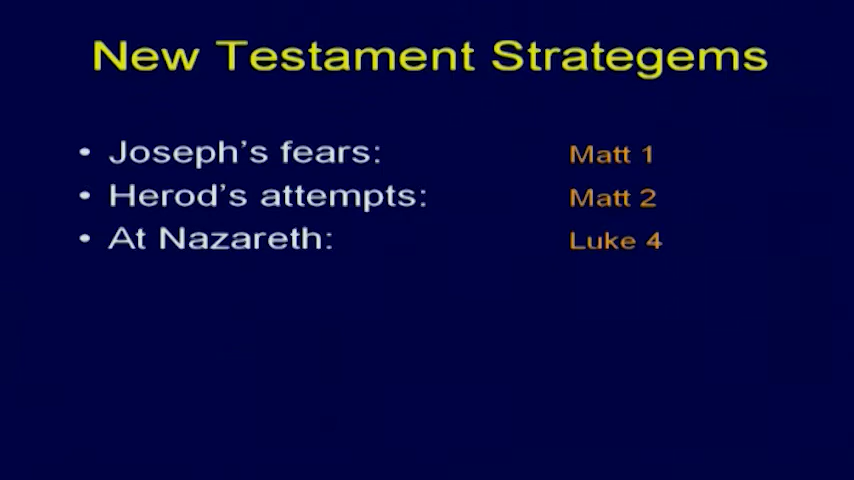 New Testament Strategems
• Joseph's fears: Matt 1
• Herod's attempts: Matt 2
• At Nazareth: Luke 4